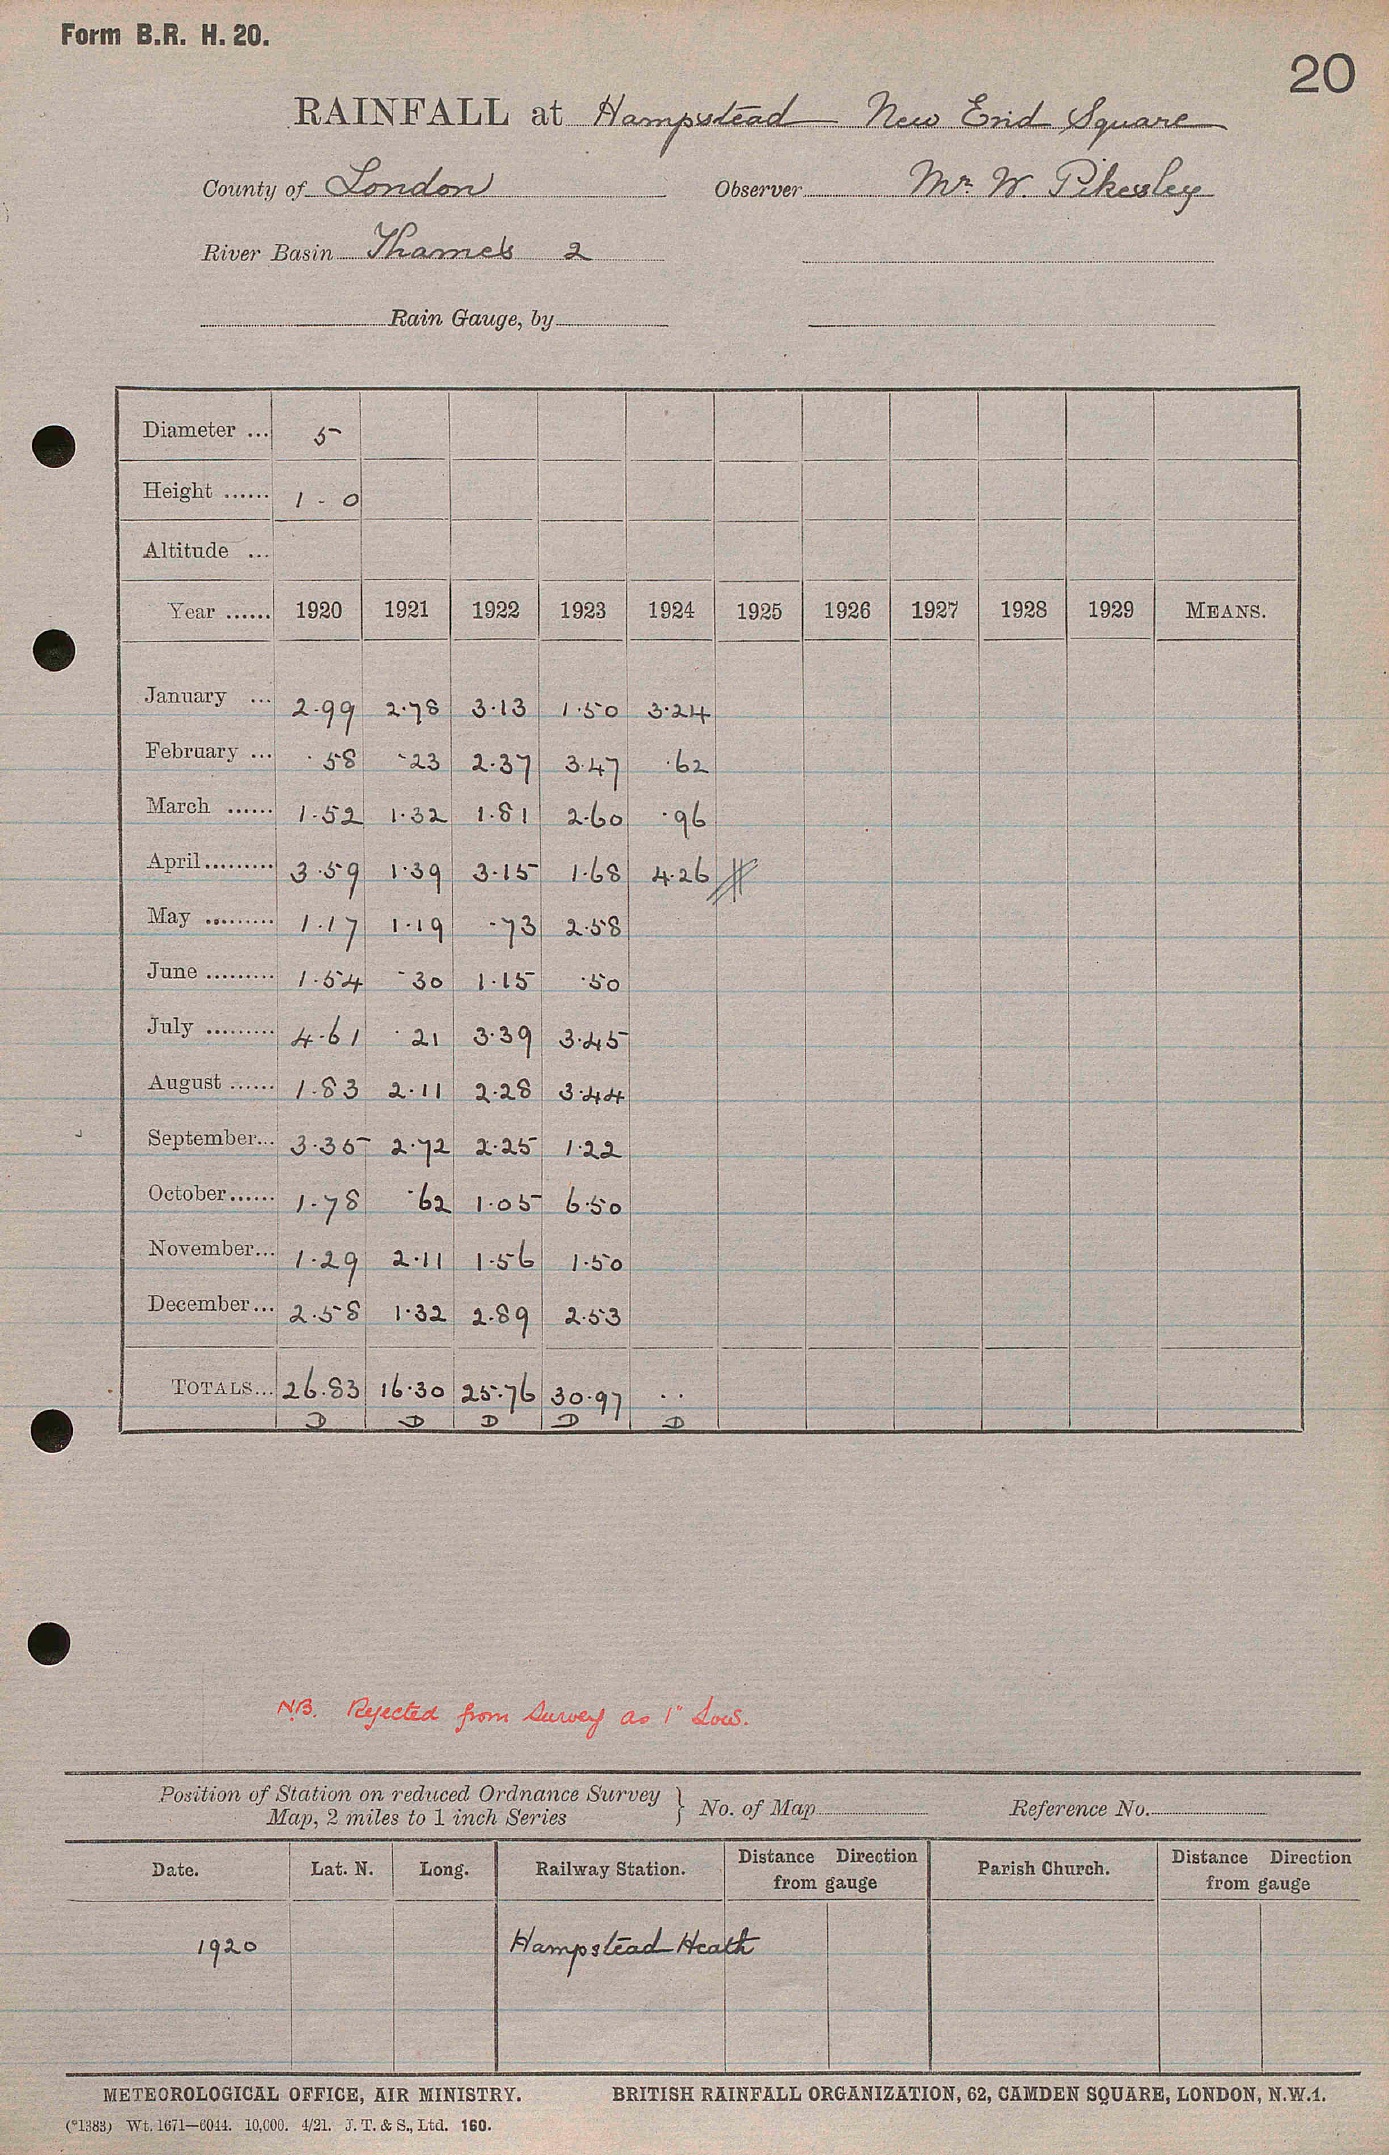 Form B.R. H. 20.
20
RAINFALL at Hampstead New End Square
County of London Observer Mr. W. Pikesley
River Basin Thames 2
Rain Gauge, by
Diameter ... 5
Height ...... 1 - 0
Altitude ...
Year ...... 1920 1921 1922 1923 1924 1925 1926 1927 1928 1929 MEANS.
January ... 2.99 2.78 3.13 1.50 3.24
February ... .58 .23 2.37 3.47 .62
March ...... 1.52 1.32 1.81 2.60 .96
April......... 3.59 1.39 3.15 1.68 4.26
May ......... 1.17 1.19 .73 2.58
June ......... 1.54 .30 1.15 .50
July ......... 4.61 .21 3.39 3.45
August ...... 1.83 2.11 2.28 3.44
September... 3.35 2.72 2.25 1.22
October...... 1.78 .62 1.05 6.50
November... 1.29 2.11 1.56 1.50
December... 2.58 1.32 2.89 2.53
TOTALS... 26.83 16.30 25.76 30.97 . .
D D D D D
N.B. Rejected from Survey as 1" Low.
Position of Station on reduced Ordnance Survey
Map, 2 miles to 1 inch Series } No. of Map Reference No.
Date. Lat. N. Long. Railway Station. Distance Direction from gauge Parish Church. Distance Direction from gauge
1920 Hampstead Heath
METEOROLOGICAL OFFICE, AIR MINISTRY. BRITISH RAINFALL ORGANIZATION, 62, CAMDEN SQUARE, LONDON, N.W.1.
(*1383) Wt. 1671—6044. 10,000. 4/21. J. T. & S., Ltd. 160.